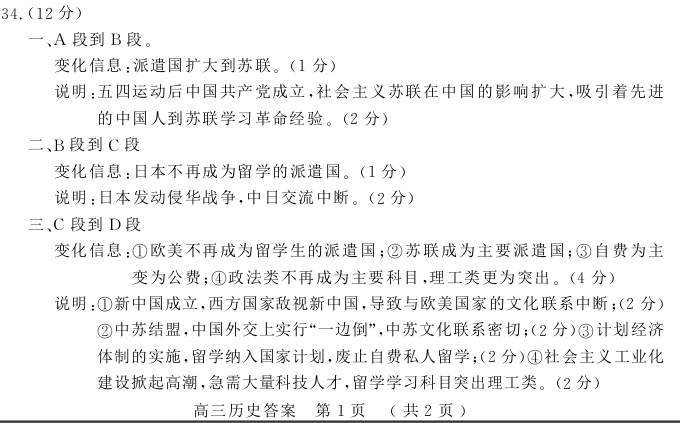 34.(12 分)
一、A 段到 B 段。
变化信息:派遣国扩大到苏联。(1 分)
说明:五四运动后中国共产党成立,社会主义苏联在中国的影响扩大,吸引着先进
的中国人到苏联学习革命经验。(2 分)
二、B 段到 C 段
变化信息:日本不再成为留学的派遣国。(1 分)
说明:日本发动侵华战争,中日交流中断。(2 分)
三、C 段到 D 段
变化信息:①欧美不再成为留学生的派遣国;②苏联成为主要派遣国;③自费为主
变为公费;④政法类不再成为主要科目,理工类更为突出。(4 分)
说明:①新中国成立,西方国家敌视新中国,导致与欧美国家的文化联系中断;(2 分)
②中苏结盟,中国外交上实行“一边倒”,中苏文化联系密切;(2 分)③计划经济
体制的实施,留学纳入国家计划,废止自费私人留学;(2 分)④社会主义工业化
建设掀起高潮,急需大量科技人才,留学学习科目突出理工类。(2 分)
高三历史答案 第 1 页 (共 2 页)